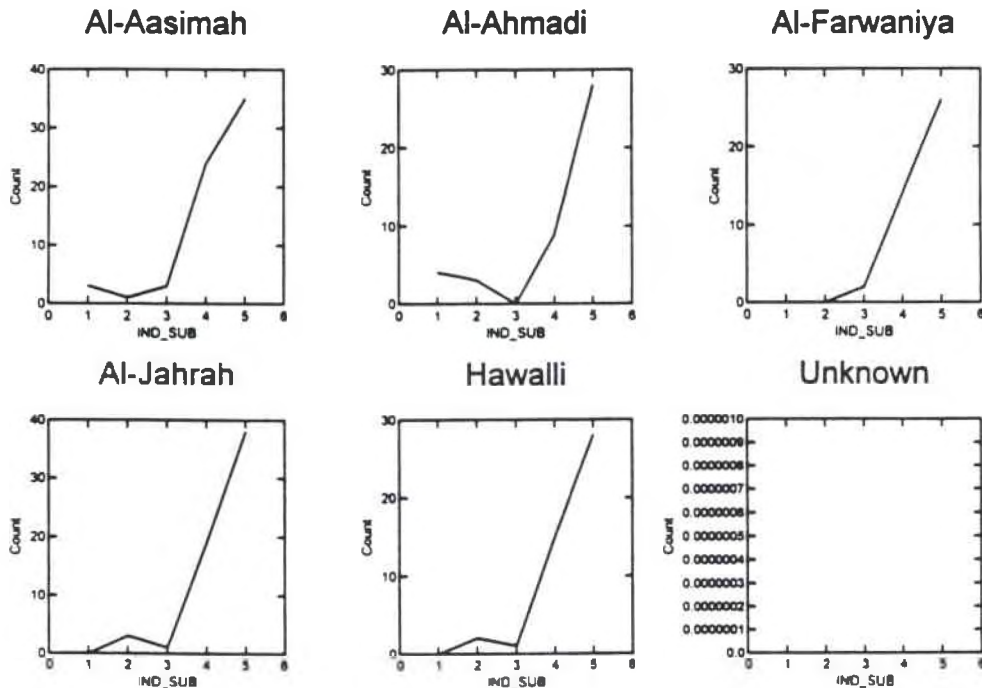 Al-Aasimah
Al-Ahmadi
Al-Farwaniya
40
30
20
10
0
Count
0 1 2 3 4 5 6
IND_SUB
30
20
10
0
Count
0 1 2 3 4 5 6
IND_SUB
30
20
10
0
Count
0 1 2 3 4 5 6
IND_SUB
Al-Jahrah
Hawalli
Unknown
40
30
20
10
0
Count
0 1 2 3 4 5 6
IND_SUB
30
20
10
0
Count
0 1 2 3 4 5 6
IND_SUB
0.0000010
0.0000009
0.0000008
0.0000007
0.0000006
0.0000005
0.0000004
0.0000003
0.0000002
0.0000001
0.0
Count
0 1 2 3 4 5 6
IND_SUB